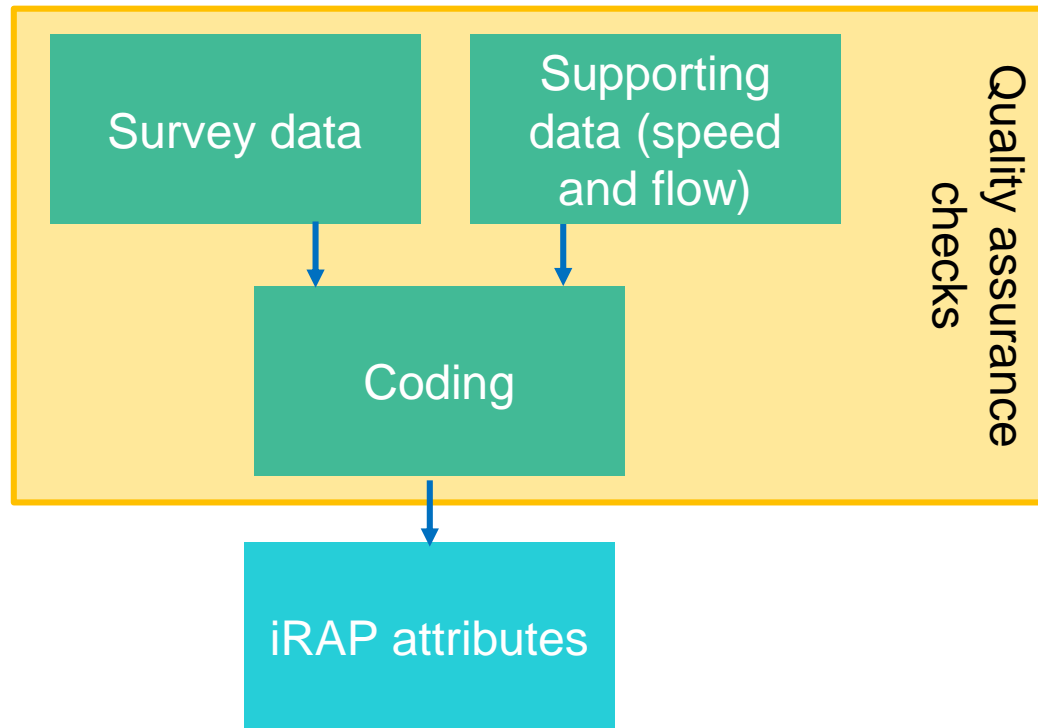 Survey data
Supporting
data (speed
and flow)
Quality assurance
checks
Coding
iRAP attributes